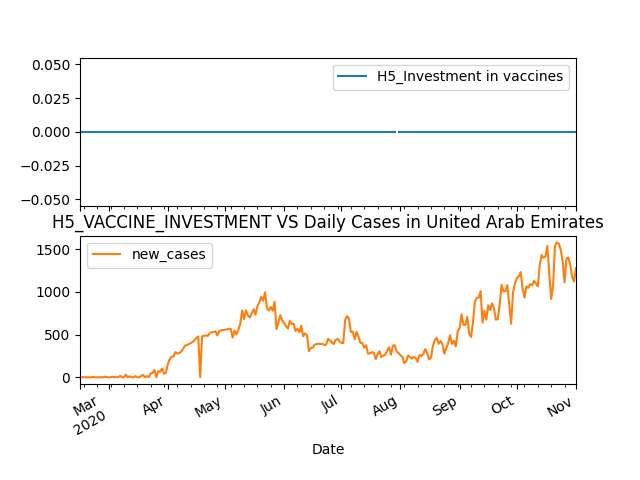 0.050
0.025
0.000
−0.025
−0.050
H5_Investment in vaccines
H5_VACCINE_INVESTMENT VS Daily Cases in United Arab Emirates
1500
1000
500
0
new_cases
Mar
2020
Apr
May
Jun
Jul
Aug
Sep
Oct
Nov
Date